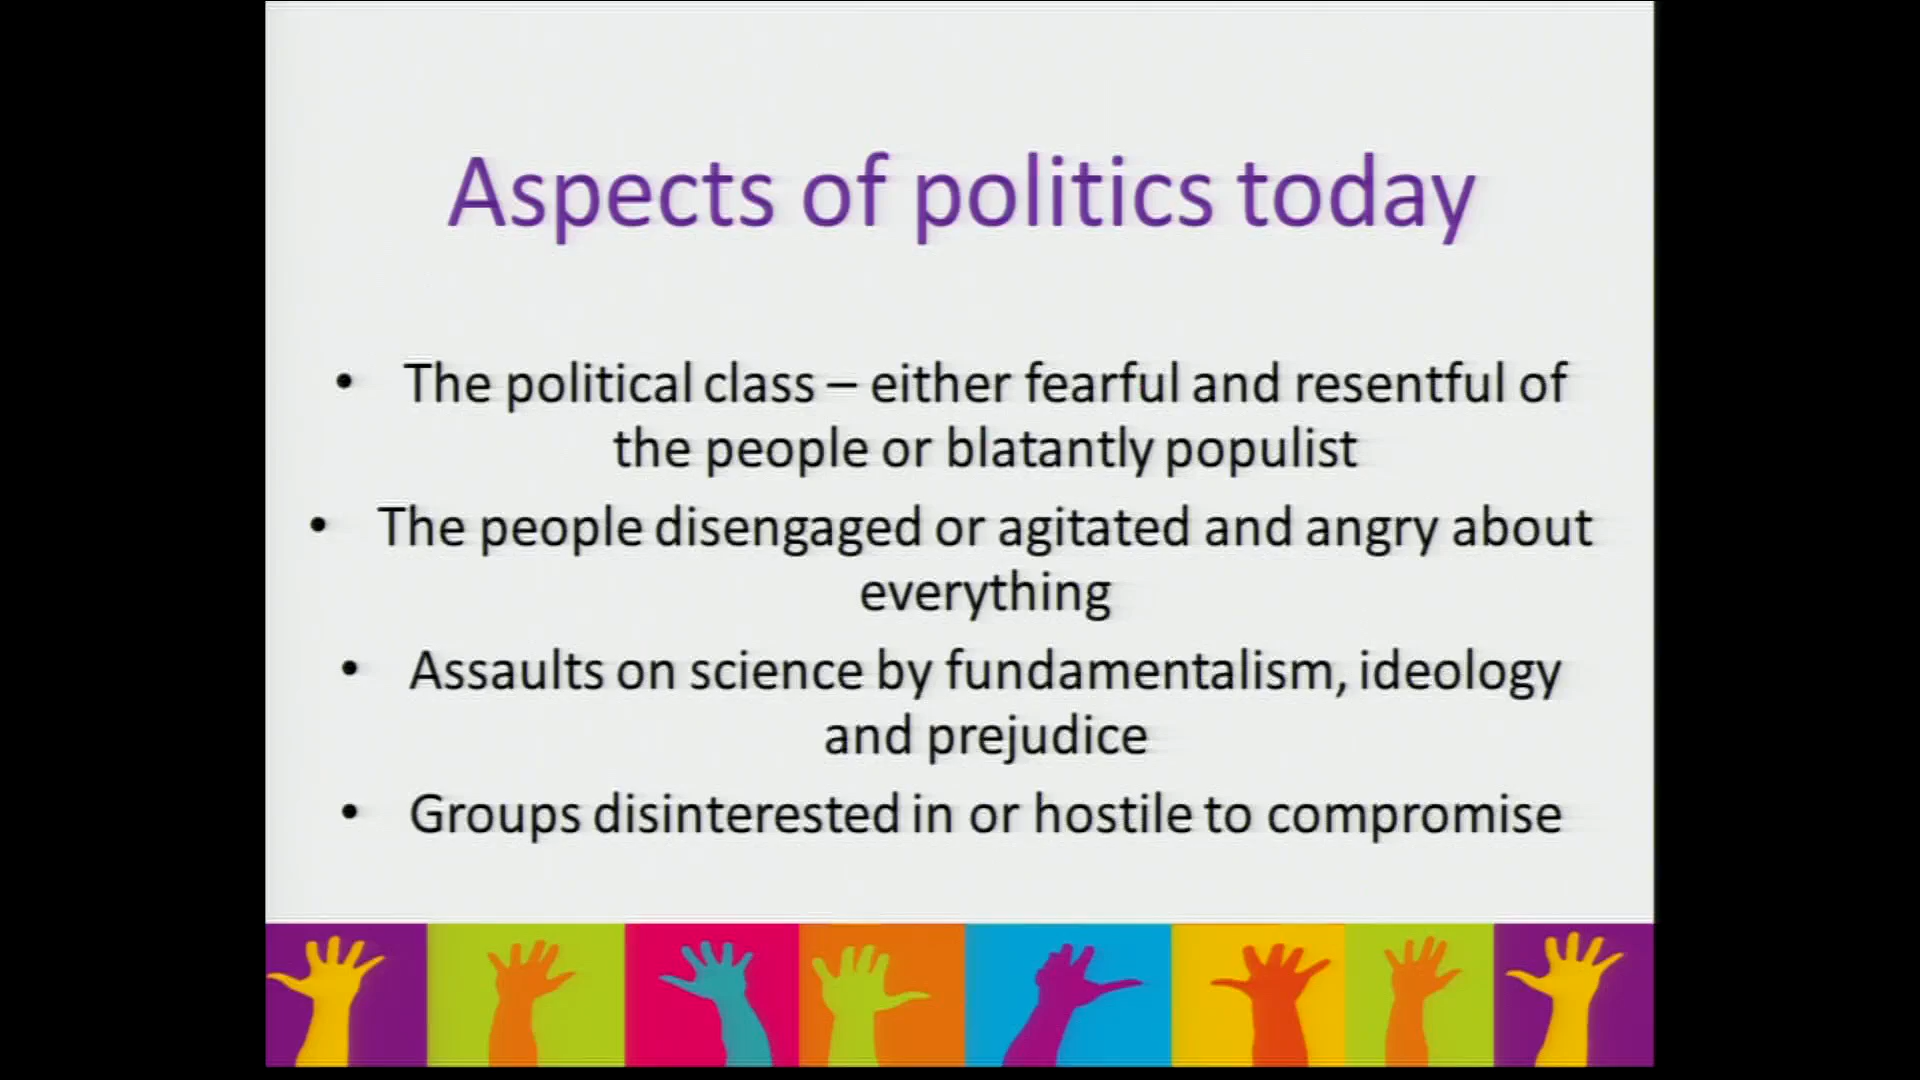 Aspects of politics today
• The political class – either fearful and resentful of
the people or blatantly populist
• The people disengaged or agitated and angry about
everything
• Assaults on science by fundamentalism, ideology
and prejudice
• Groups disinterested in or hostile to compromise